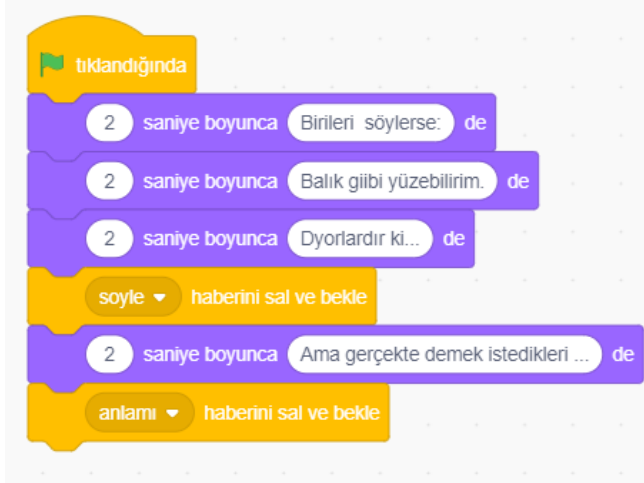 tıklandığında
2 saniye boyunca Birileri söylerse: de
2 saniye boyunca Balık giibi yüzebilirim. de
2 saniye boyunca Dyorlardır ki... de
soyle haberini sal ve bekle
2 saniye boyunca Ama gerçekte demek istedikleri ... de
anlamı haberini sal ve bekle